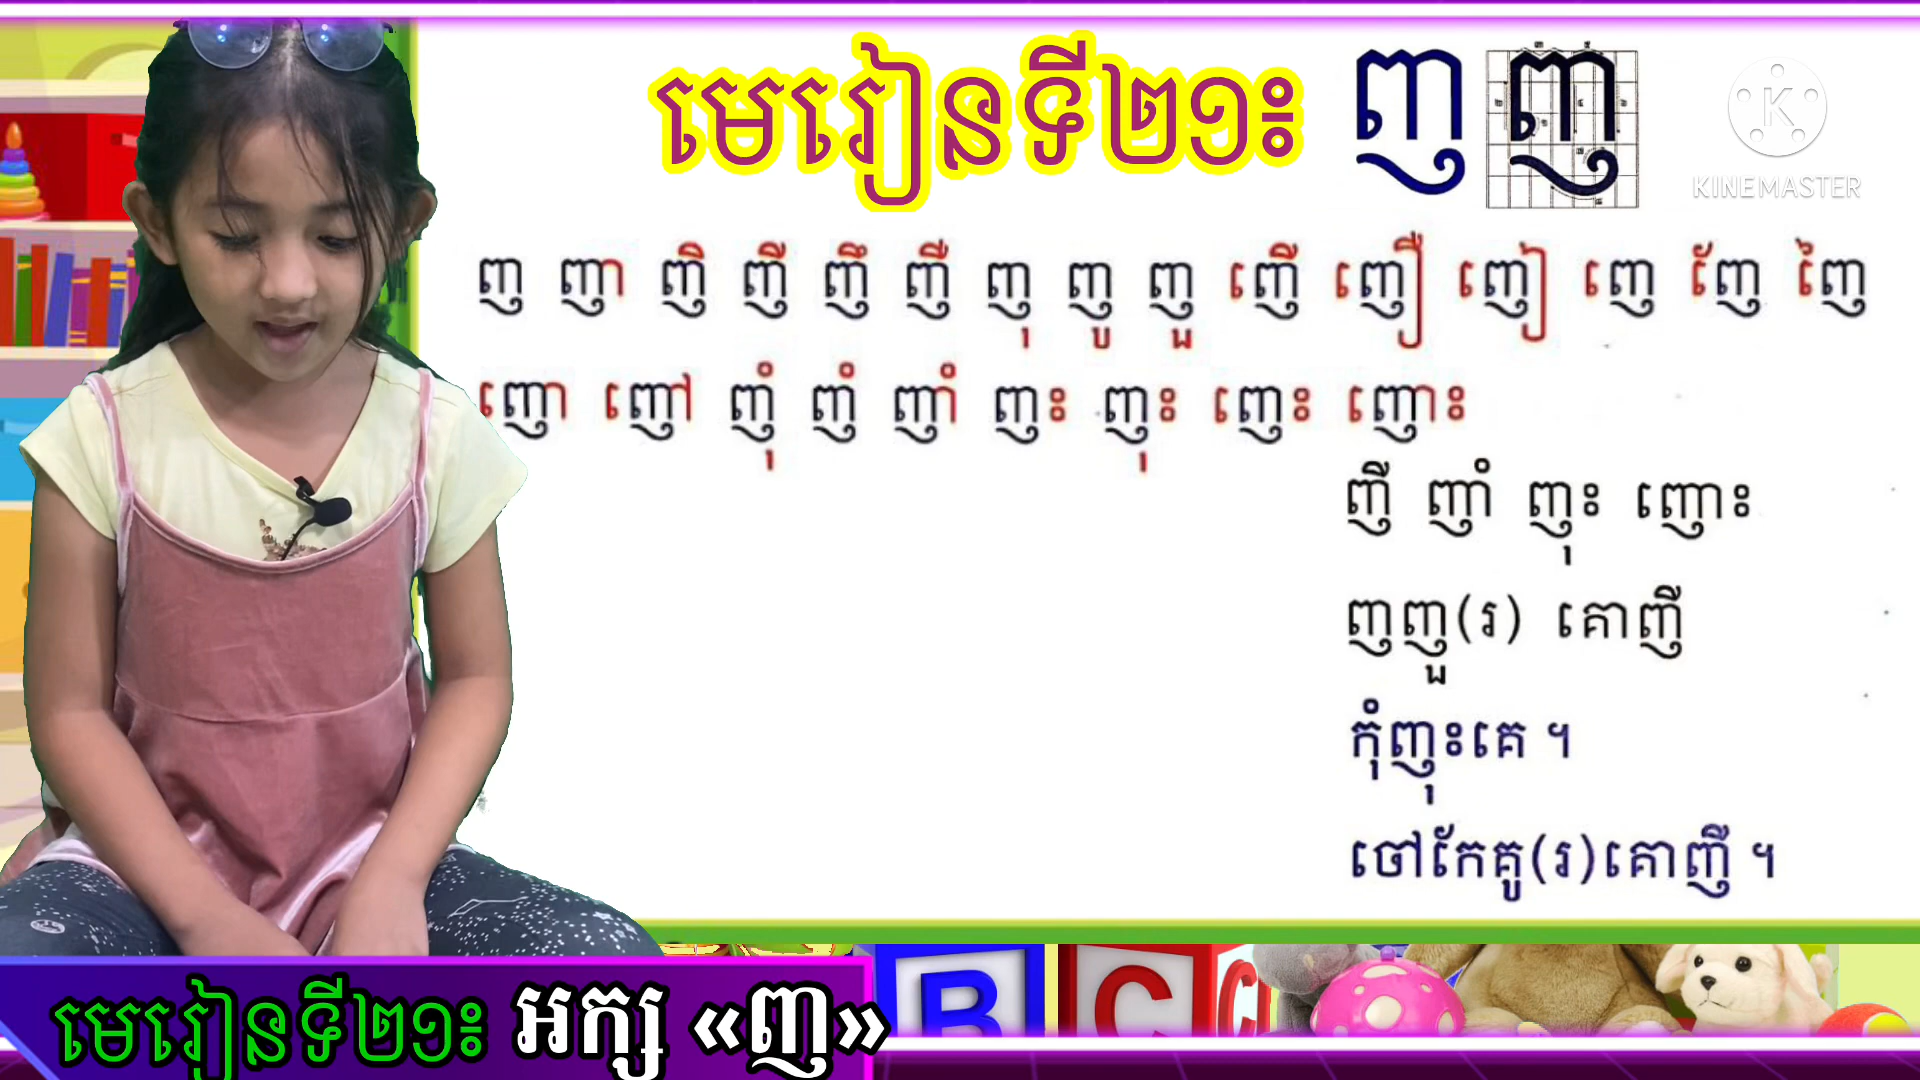 មេរៀនទី២១៖ ញ ញ
KINEMASTER
ញ ញា ញិ ញី ញឹ ញឺ ញុ ញូ ញួ ញើ ញឿ ញៀ ញេ ញែ ញៃ
ញោ ញៅ ញុំ ញំ ញាំ ញះ ញុះ ញេះ ញោះ
ញី ញាំ ញុះ ញោះ
ញញួ(រ) គោញី
កុំញុះគេ ។
ចៅកែគូ(រ)គោញី ។
B C C
មេរៀនទី២១៖ អក្ស «ញ»